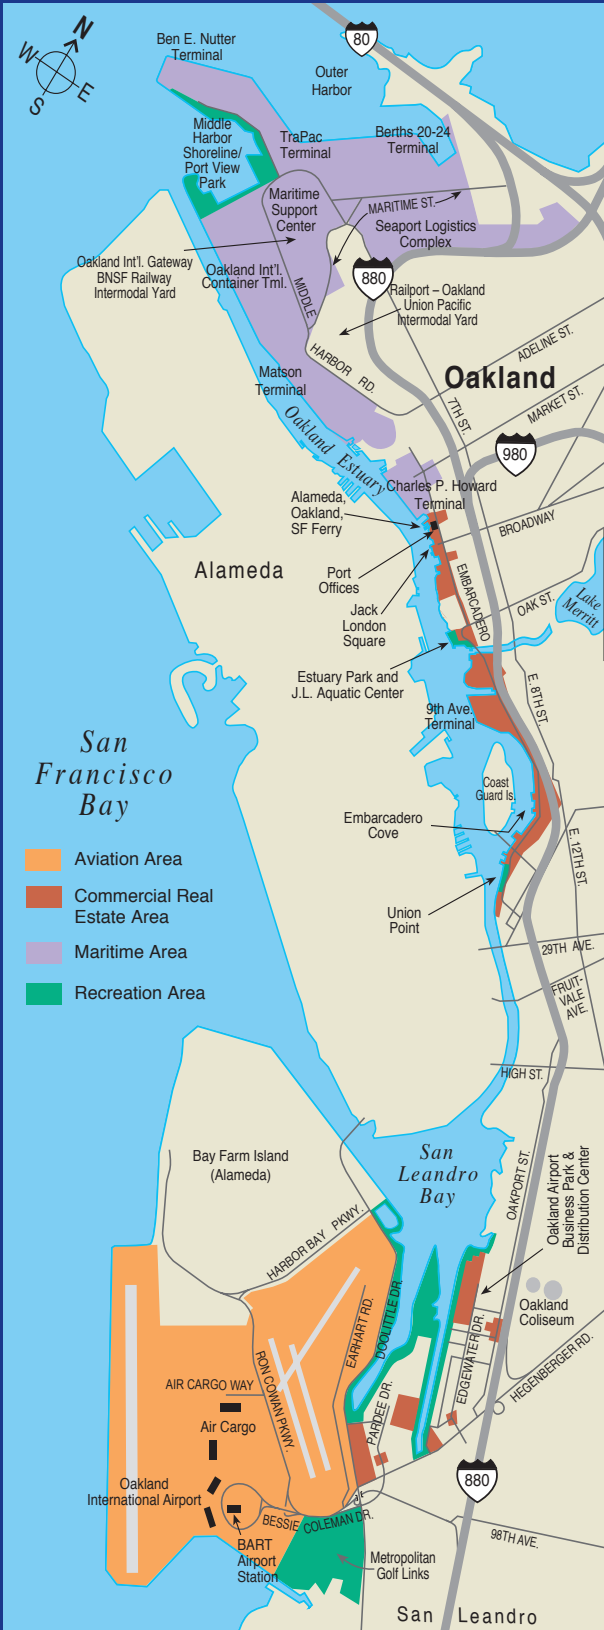 N
W
E
S
Ben E. Nutter
Terminal
80
Outer
Harbor
Middle
Harbor
Shoreline/
Port View
Park
TraPac
Terminal
Berths 20-24
Terminal
Maritime
Support
Center
MARITIME ST.
Seaport Logistics
Complex
Oakland Int'l. Gateway
BNSF Railway
Intermodal Yard
Oakland Int'l.
Container Tml.
880
MIDDLE
HARBOR RD.
Railport – Oakland
Union Pacific
Intermodal Yard
ADELINE ST.
Matson
Terminal
Oakland
7TH ST.
MARKET ST.
980
Oakland Estuary
Charles P. Howard
Terminal
Alameda,
Oakland,
SF Ferry
BROADWAY
Alameda
Port
Offices
EMBARCADERO
Jack
London
Square
OAK ST.
Lake
Merritt
Estuary Park and
J.L. Aquatic Center
E. 8TH ST.
9th Ave.
Terminal
San
Francisco
Bay
Coast
Guard Is.
Embarcadero
Cove
E. 12TH ST.
Aviation Area
Commercial Real
Estate Area
Maritime Area
Recreation Area
Union
Point
29TH AVE.
FRUIT-
VALE
AVE.
HIGH ST.
Bay Farm Island
(Alameda)
San
Leandro
Bay
OAKPORT ST.
Oakland Airport
Business Park &
Distribution Center
HARBOR BAY PKWY.
Oakland
Coliseum
DOOLITTLE DR.
EARHART RD.
EDGEWATER DR.
HEGENBERGER RD.
RON COWAN PKWY.
AIR CARGO WAY
PARDEE DR.
Air Cargo
Oakland
International Airport
880
BESSIE COLEMAN DR.
98TH AVE.
BART
Airport
Station
Metropolitan
Golf Links
San Leandro